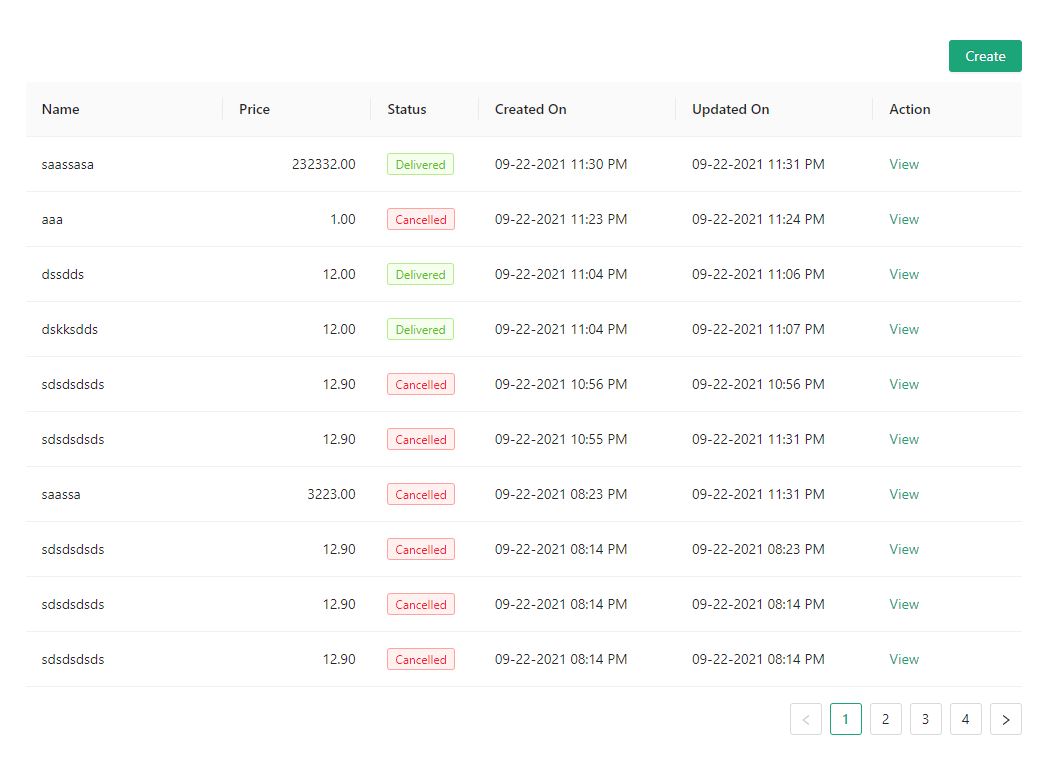 Create
Name Price Status Created On Updated On Action
saassasa 232332.00 Delivered 09-22-2021 11:30 PM 09-22-2021 11:31 PM View
aaa 1.00 Cancelled 09-22-2021 11:23 PM 09-22-2021 11:24 PM View
dssdds 12.00 Delivered 09-22-2021 11:04 PM 09-22-2021 11:06 PM View
dskksdds 12.00 Delivered 09-22-2021 11:04 PM 09-22-2021 11:07 PM View
sdsdsdsds 12.90 Cancelled 09-22-2021 10:56 PM 09-22-2021 10:56 PM View
sdsdsdsds 12.90 Cancelled 09-22-2021 10:55 PM 09-22-2021 11:31 PM View
saassa 3223.00 Cancelled 09-22-2021 08:23 PM 09-22-2021 11:31 PM View
sdsdsdsds 12.90 Cancelled 09-22-2021 08:14 PM 09-22-2021 08:23 PM View
sdsdsdsds 12.90 Cancelled 09-22-2021 08:14 PM 09-22-2021 08:14 PM View
sdsdsdsds 12.90 Cancelled 09-22-2021 08:14 PM 09-22-2021 08:14 PM View
< 1 2 3 4 >